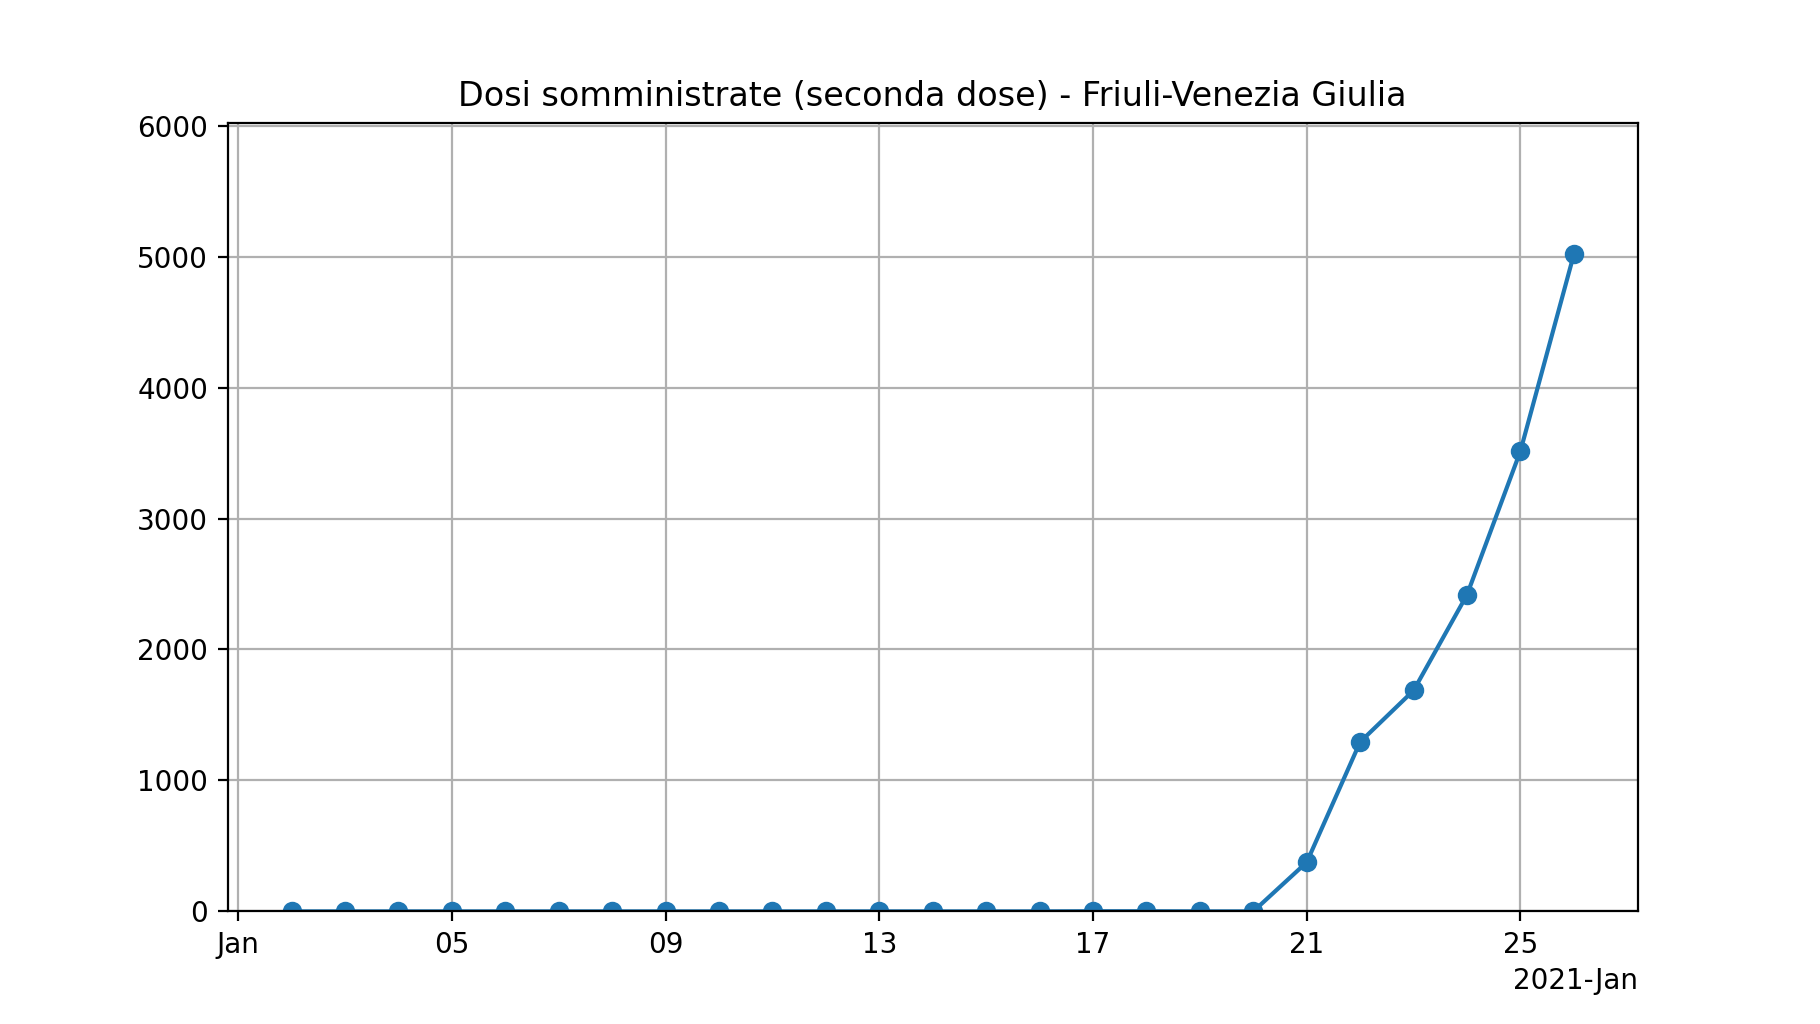 Dosi somministrate (seconda dose) - Friuli-Venezia Giulia
6000
5000
4000
3000
2000
1000
0
Jan 05 09 13 17 21 25
2021-Jan